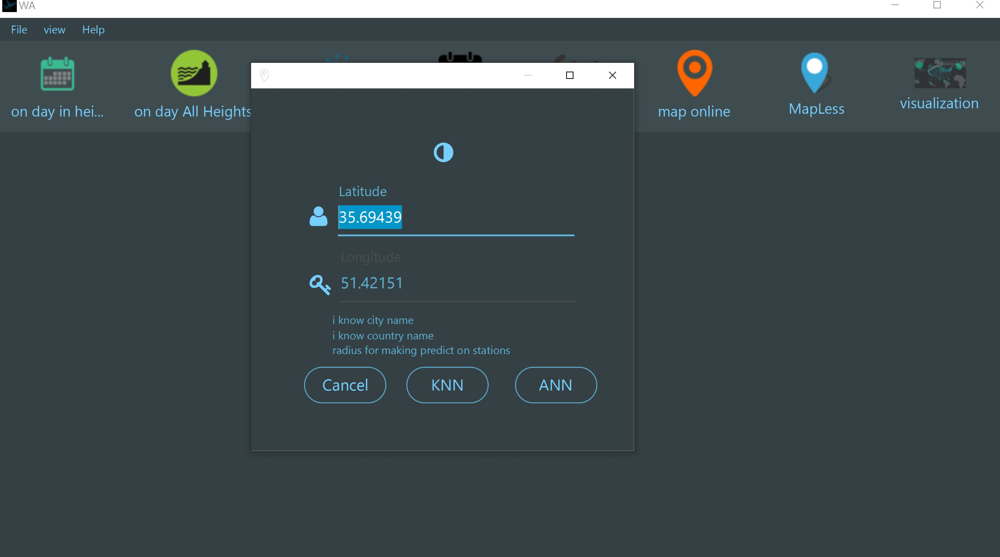 WA
File view Help
on day in hei...
on day All Heights
map online
MapLess
visualization
Latitude
35.69439
Longitude
51.42151
i know city name
i know country name
radius for making predict on stations
Cancel KNN ANN